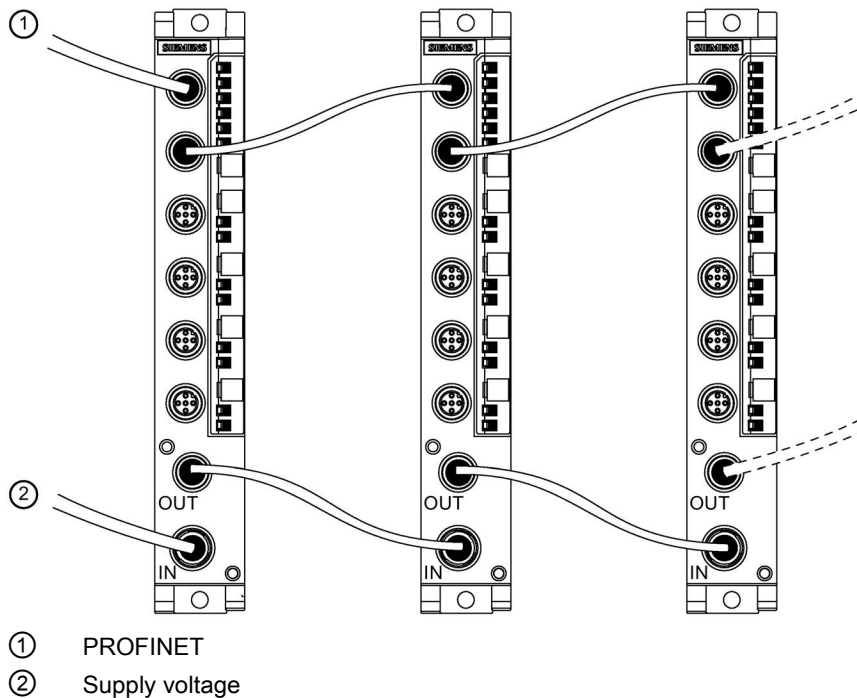 ①
SIEMENS SIEMENS SIEMENS
②
OUT OUT OUT
IN IN IN
① PROFINET
② Supply voltage